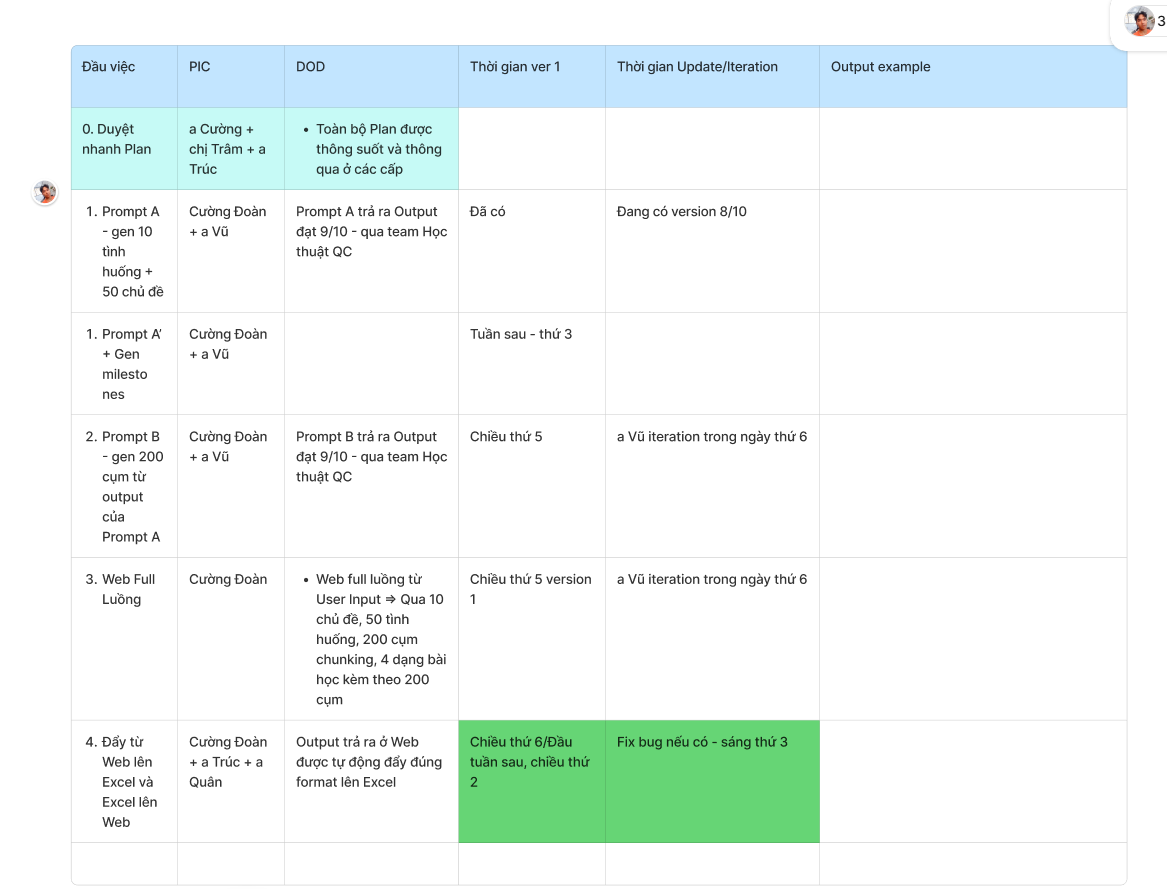 3
Đầu việc
PIC
DOD
Thời gian ver 1
Thời gian Update/Iteration
Output example
0. Duyệt
nhanh Plan
a Cường +
chị Trâm + a
Trúc
• Toàn bộ Plan được
thông suốt và thông
qua ở các cấp
1. Prompt A
- gen 10
tình
huống +
50 chủ đề
Cường Đoàn
+ a Vũ
Prompt A trả ra Output
đạt 9/10 - qua team Học
thuật QC
Đã có
Đang có version 8/10
1. Prompt A’
+ Gen
milesto
nes
Cường Đoàn
+ a Vũ
Tuần sau - thứ 3
2. Prompt B
- gen 200
cụm từ
output
của
Prompt A
Cường Đoàn
+ a Vũ
Prompt B trả ra Output
đạt 9/10 - qua team Học
thuật QC
Chiều thứ 5
a Vũ iteration trong ngày thứ 6
3. Web Full
Luồng
Cường Đoàn
• Web full luồng từ
User Input => Qua 10
chủ đề, 50 tình
huống, 200 cụm
chunking, 4 dạng bài
học kèm theo 200
cụm
Chiều thứ 5 version
1
a Vũ iteration trong ngày thứ 6
4. Đẩy từ
Web lên
Excel và
Excel lên
Web
Cường Đoàn
+ a Trúc + a
Quân
Output trả ra ở Web
được tự động đẩy đúng
format lên Excel
Chiều thứ 6/Đầu
tuần sau, chiều thứ
2
Fix bug nếu có - sáng thứ 3